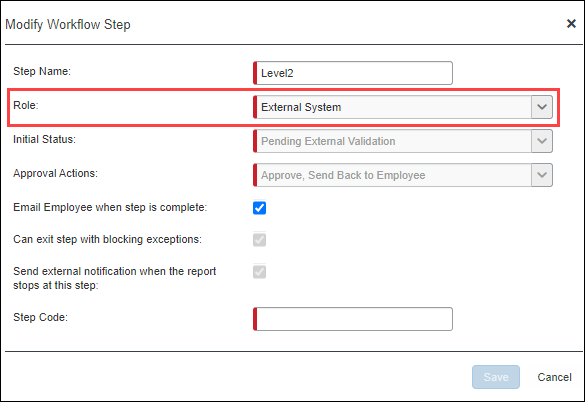 Modify Workflow Step
Step Name: Level2
Role: External System
Initial Status: Pending External Validation
Approval Actions: Approve, Send Back to Employee
Email Employee when step is complete:
Can exit step with blocking exceptions:
Send external notification when the report
stops at this step:
Step Code:
Save Cancel